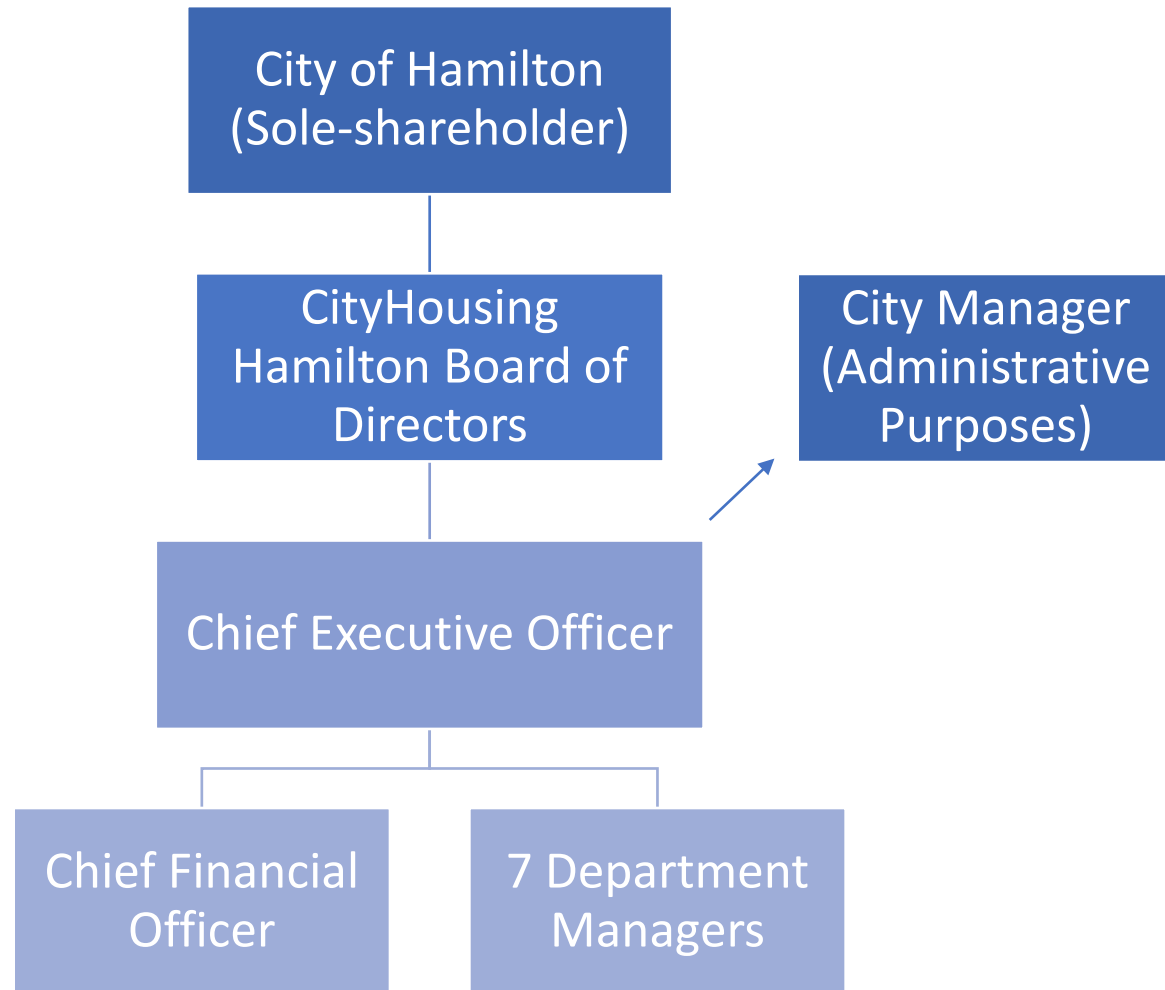 City of Hamilton
(Sole-shareholder)
CityHousing
Hamilton Board of
Directors
City Manager
(Administrative
Purposes)
Chief Executive Officer
Chief Financial
Officer
7 Department
Managers